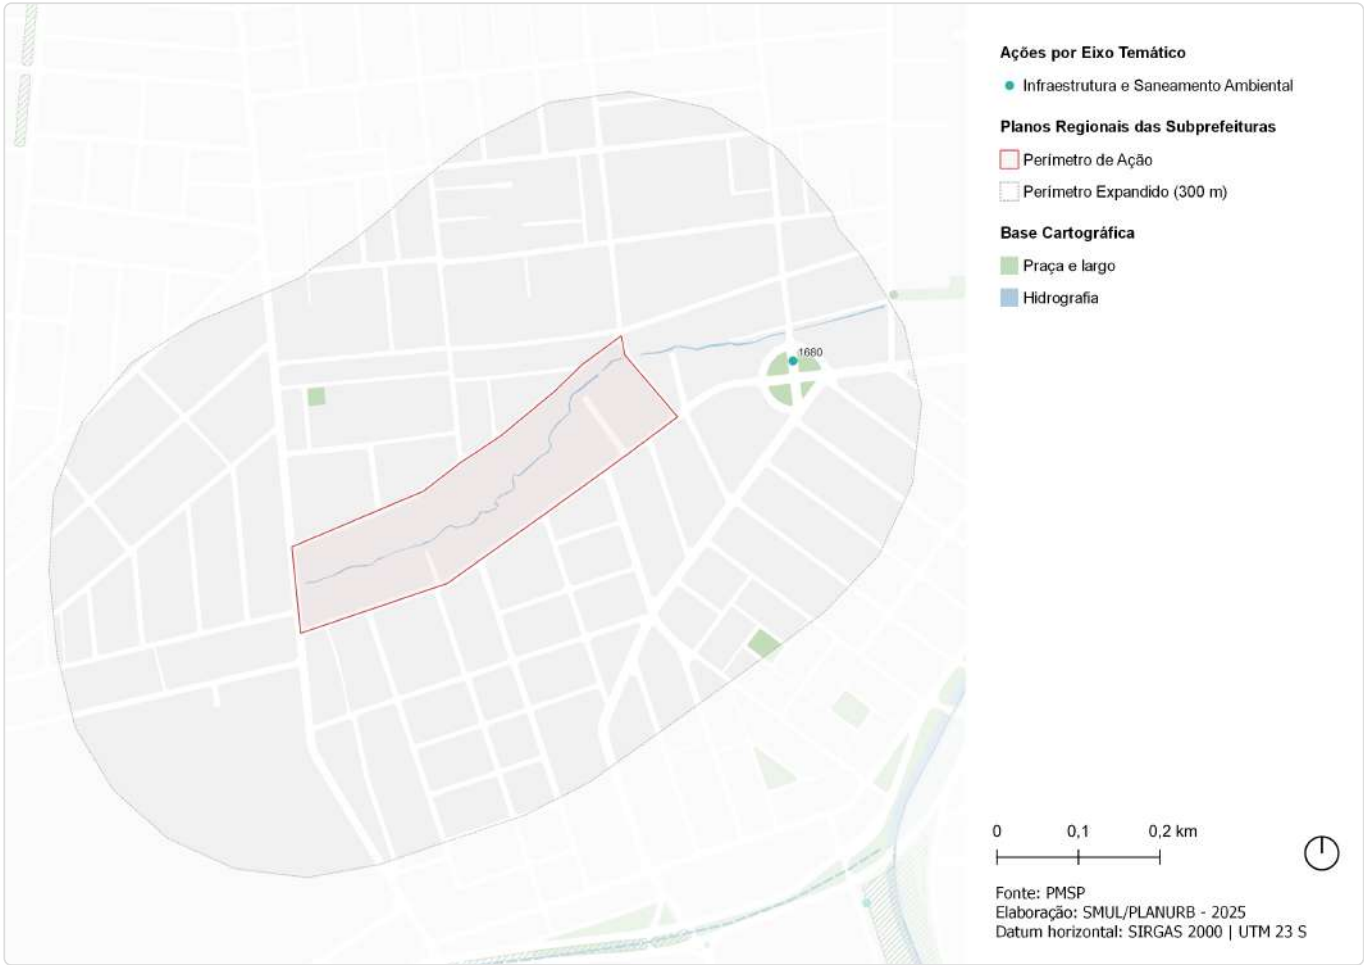 Ações por Eixo Temático
Infraestrutura e Saneamento Ambiental
Planos Regionais das Subprefeituras
Perímetro de Ação
Perímetro Expandido (300 m)
Base Cartográfica
Praça e largo
Hidrografia
1680
0 0,1 0,2 km
Fonte: PMSP
Elaboração: SMUL/PLANURB - 2025
Datum horizontal: SIRGAS 2000 | UTM 23 S